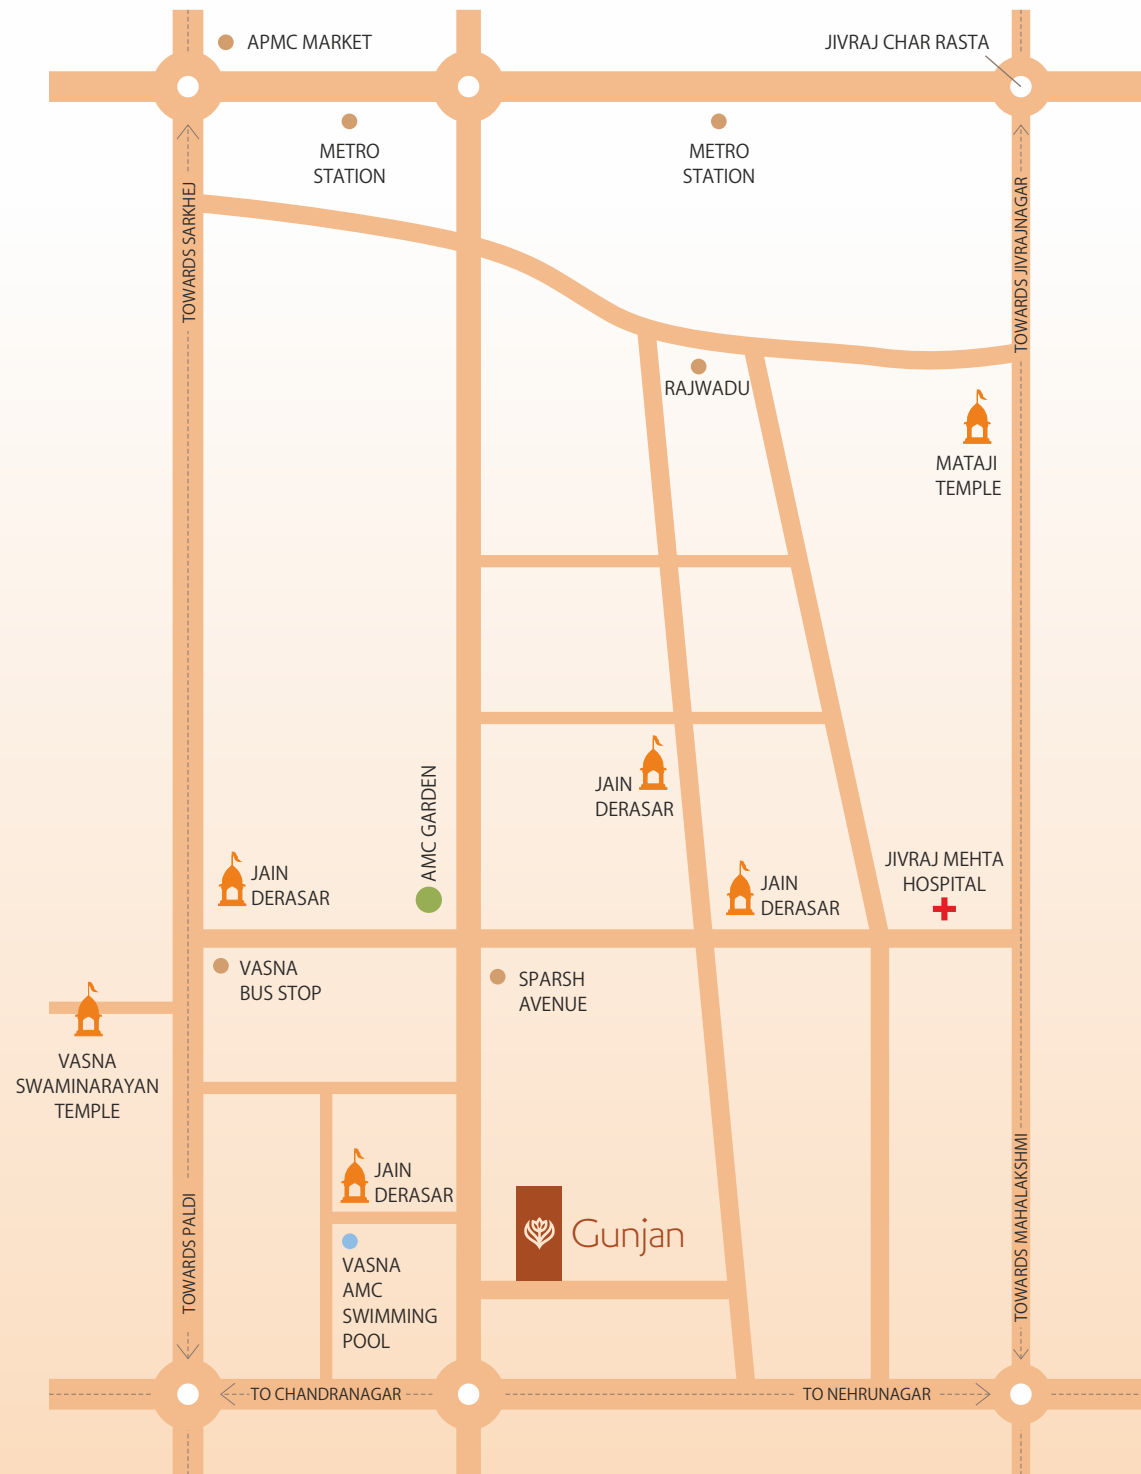 APMC MARKET
JIVRAJ CHAR RASTA
METRO
STATION
METRO
STATION
TOWARDS SARKHEJ
TOWARDS JIVRAJNAGAR
RAJWADU
MATAJI
TEMPLE
JAIN
DERASAR
AMC GARDEN
JAIN
DERASAR
JAIN
DERASAR
JIVRAJ MEHTA
HOSPITAL
VASNA
BUS STOP
SPARSH
AVENUE
VASNA
SWAMINARAYAN
TEMPLE
JAIN
DERASAR
TOWARDS PALDI
Gunjan
TOWARDS MAHALAKSHMI
VASNA
AMC
SWIMMING
POOL
TO CHANDRANAGAR
TO NEHRUNAGAR